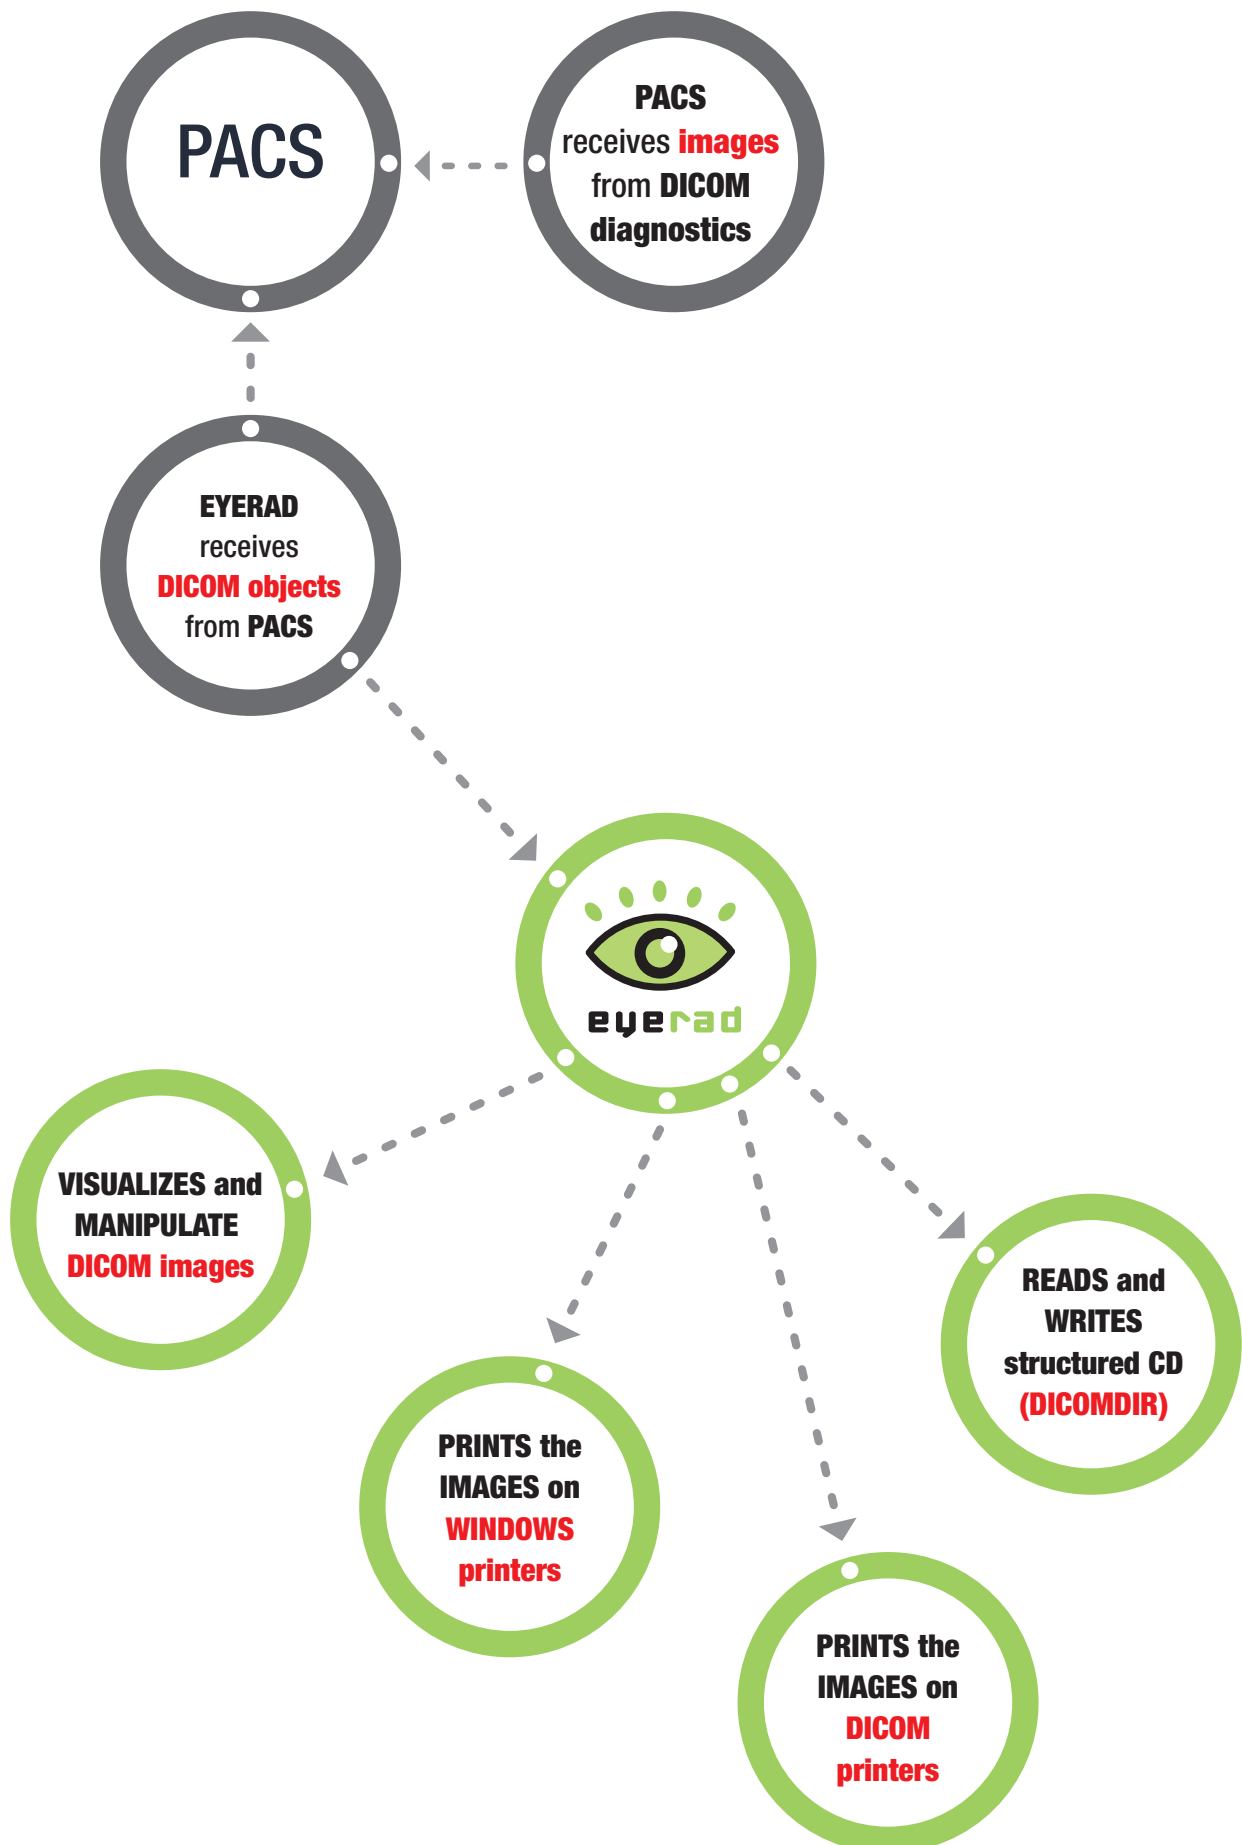 PACS
PACS
receives images
from DICOM
diagnostics
EYERAD
receives
DICOM objects
from PACS
eyerad
VISUALIZES and
MANIPULATE
DICOM images
PRINTS the
IMAGES on
WINDOWS
printers
PRINTS the
IMAGES on
DICOM
printers
READS and
WRITES
structured CD
(DICOMDIR)